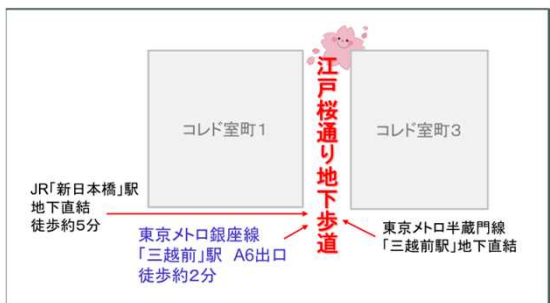 コレド室町1
江戸桜通り地下歩道
コレド室町3
JR「新日本橋」駅
地下直結
徒歩約5分
東京メトロ銀座線
「三越前」駅 A6出口
徒歩約2分
東京メトロ半蔵門線
「三越前駅」地下直結